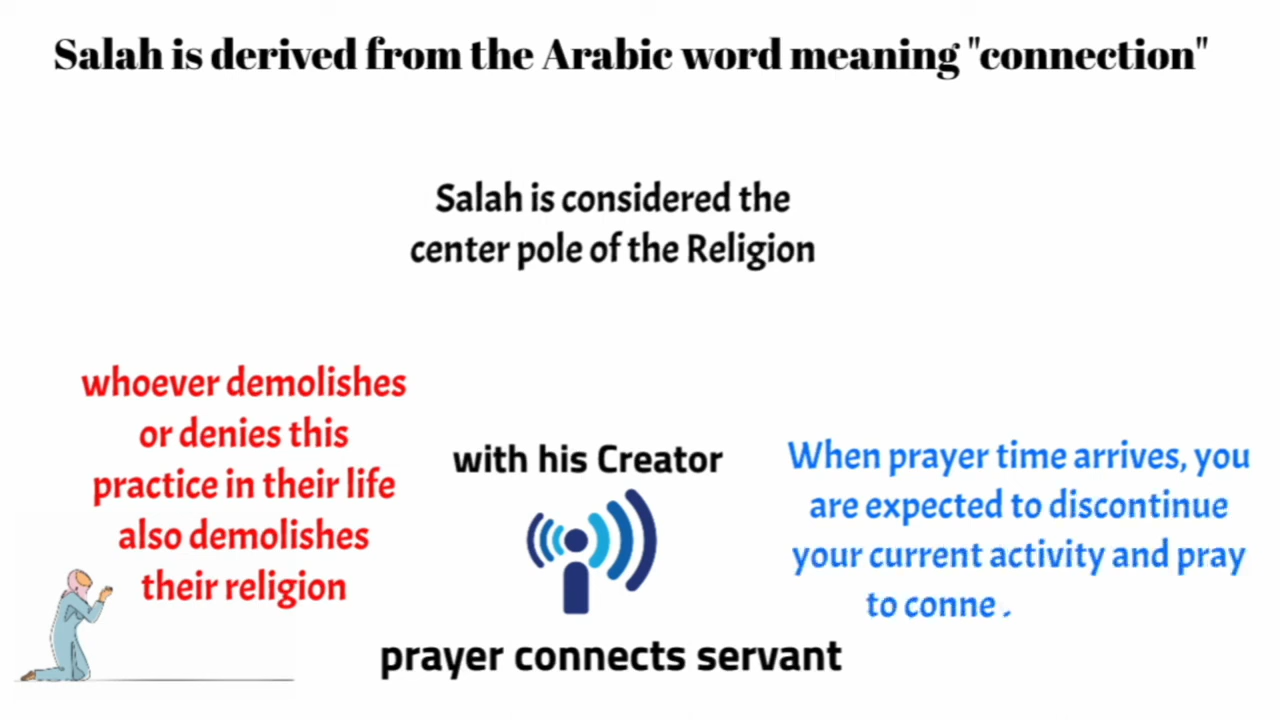 Salah is derived from the Arabic word meaning "connection"
Salah is considered the
center pole of the Religion
whoever demolishes
or denies this
practice in their life
also demolishes
their religion
with his Creator
prayer connects servant
When prayer time arrives, you
are expected to discontinue
your current activity and pray
to conne .